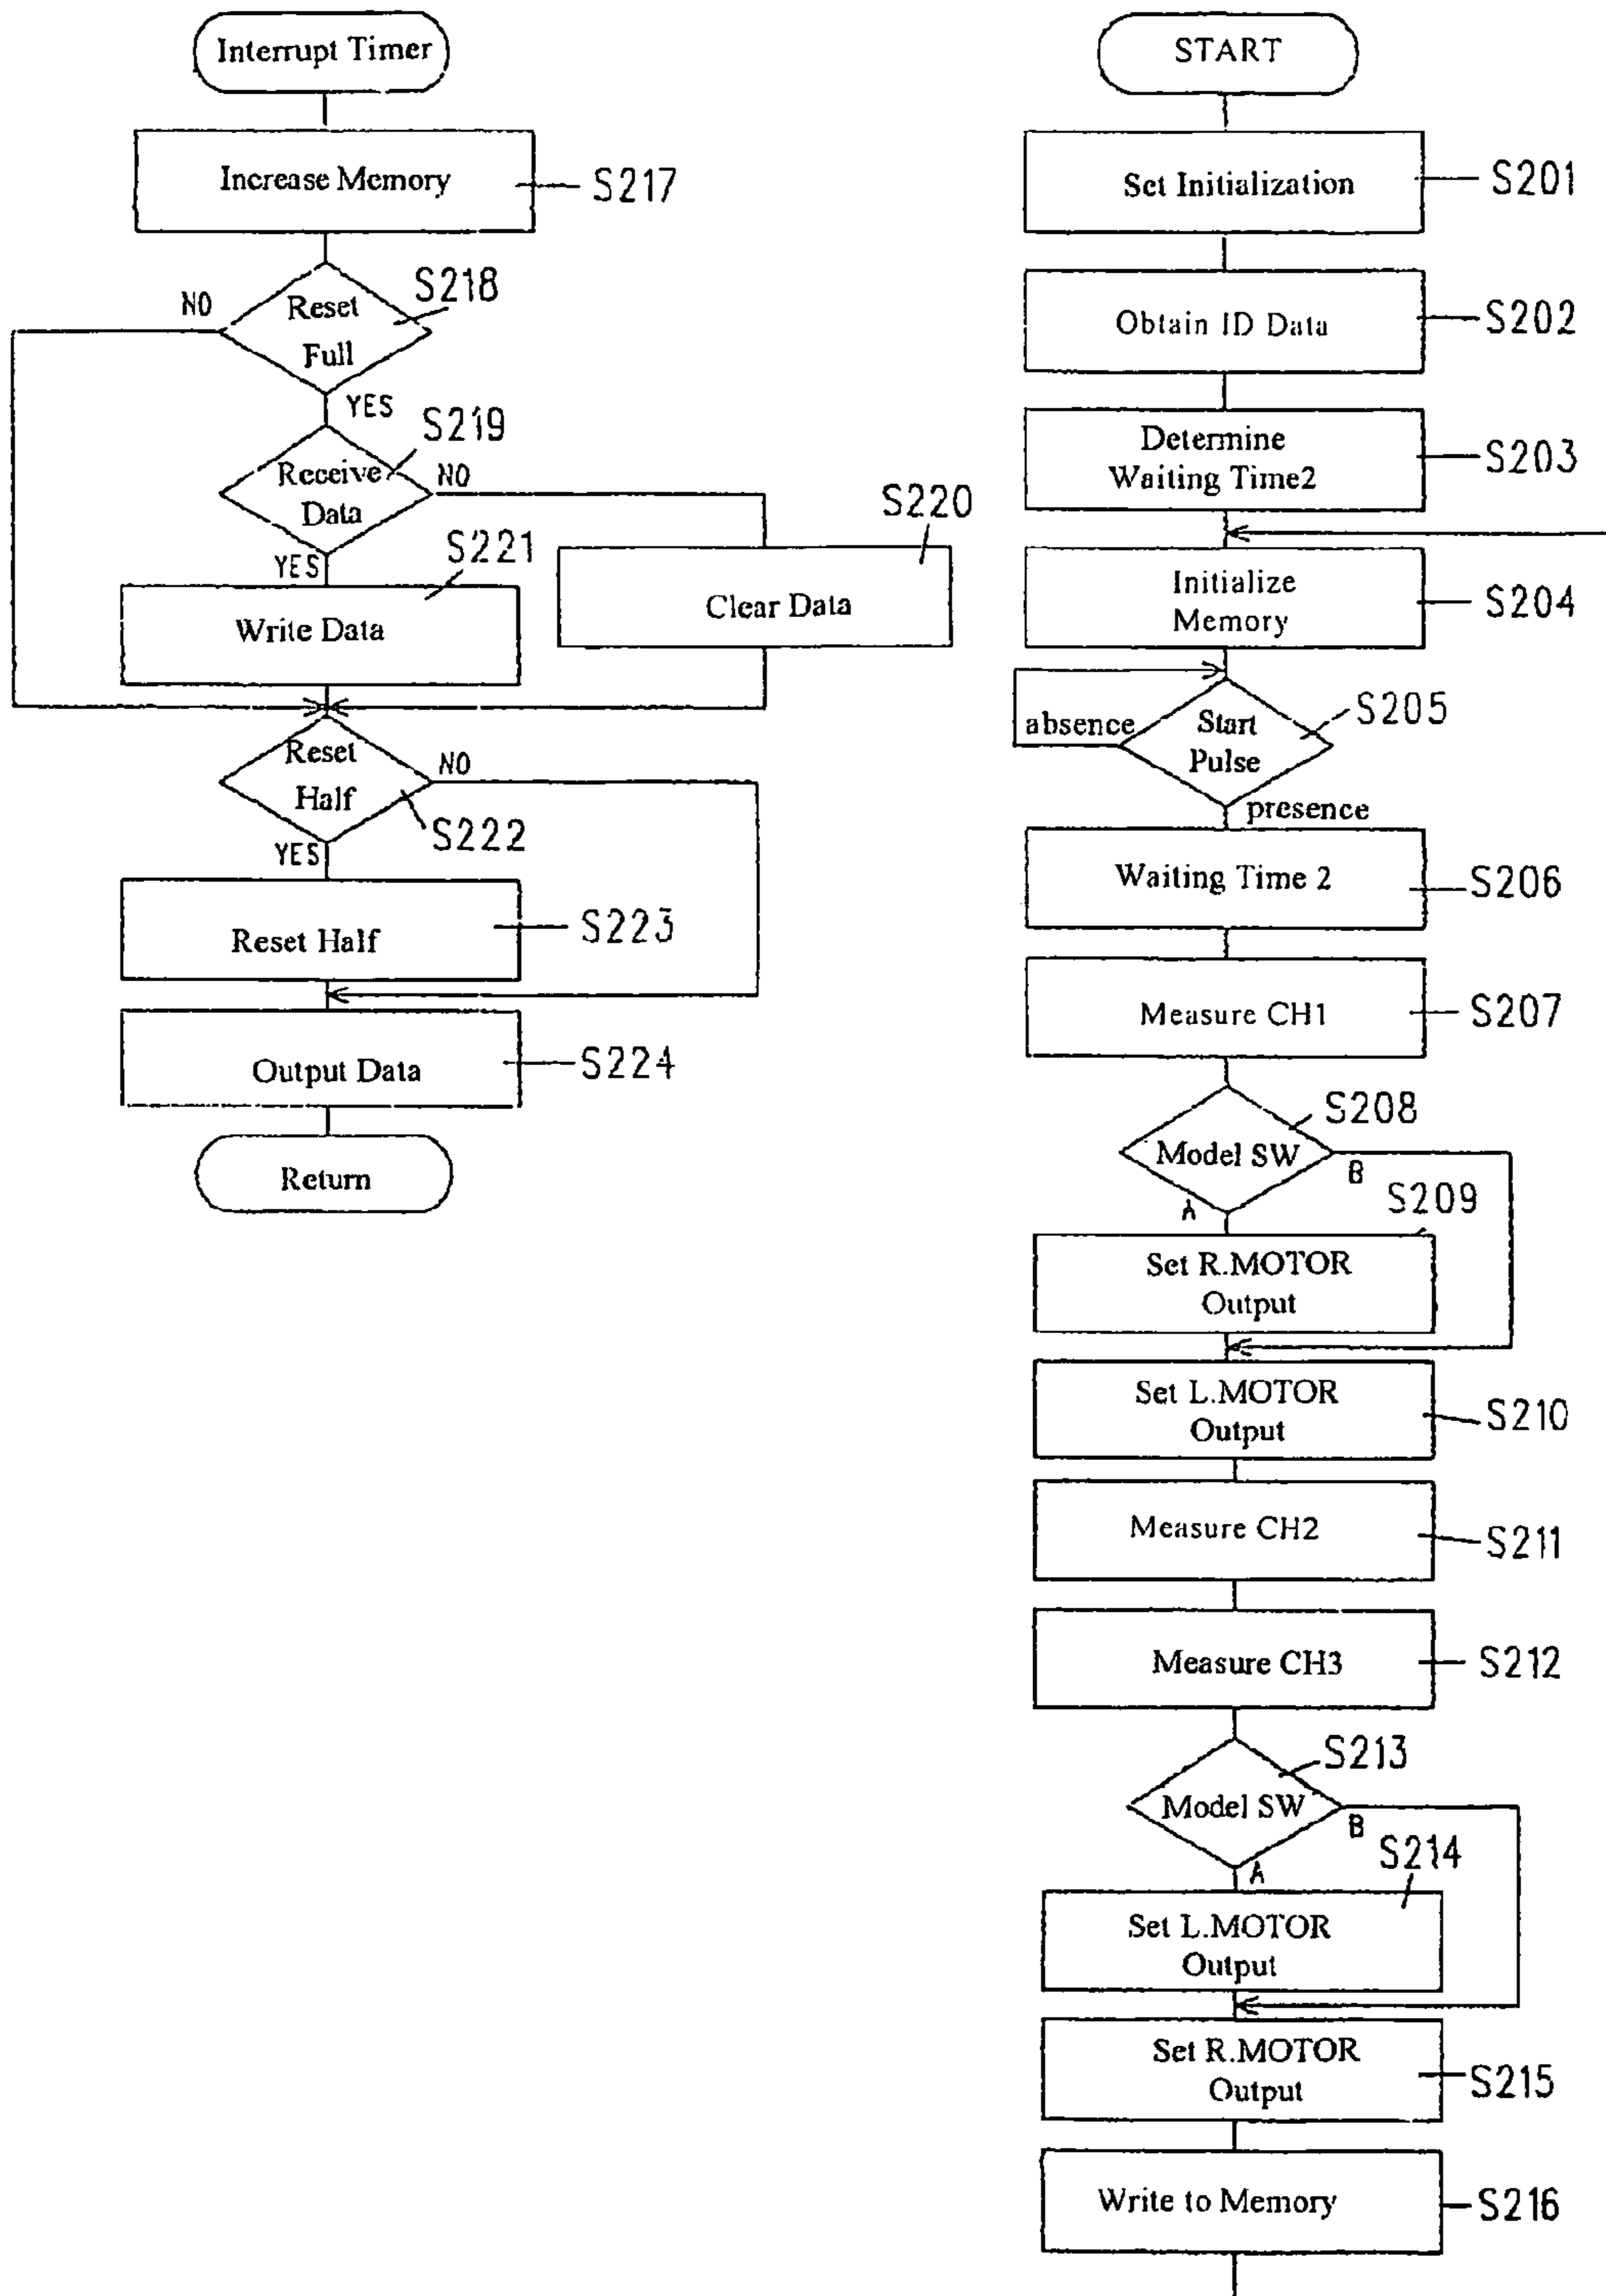 Interrupt Timer
Increase Memory
S217
Reset
Full
S218
NO
YES
Receive
Data
S219
NO
YES
S220
Clear Data
S221
Write Data
Reset
Half
NO
S222
YES
Reset Half
S223
Output Data
S224
Return
START
Set Initialization
S201
Obtain ID Data
S202
Determine
Waiting Time2
S203
Initialize
Memory
S204
Start
Pulse
S205
absence
presence
Waiting Time 2
S206
Measure CH1
S207
Model SW
S208
B
A
S209
Set R.MOTOR
Output
Set L.MOTOR
Output
S210
Measure CH2
S211
Measure CH3
S212
Model SW
S213
B
A
S214
Set L.MOTOR
Output
Set R.MOTOR
Output
S215
Write to Memory
S216